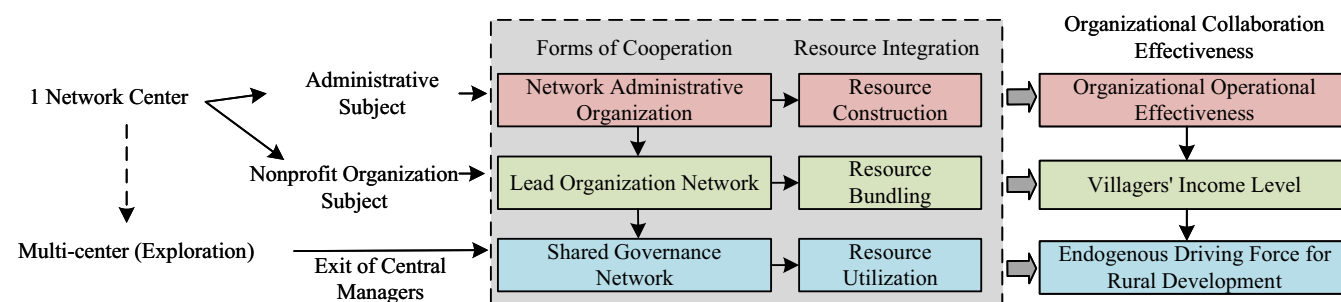 1 Network Center
Multi-center (Exploration)
Administrative
Subject
Nonprofit Organization
Subject
Exit of Central
Managers
Forms of Cooperation
Resource Integration
Network Administrative
Organization
Resource
Construction
Lead Organization Network
Resource
Bundling
Shared Governance
Network
Resource
Utilization
Organizational Collaboration
Effectiveness
Organizational Operational
Effectiveness
Villagers' Income Level
Endogenous Driving Force for
Rural Development